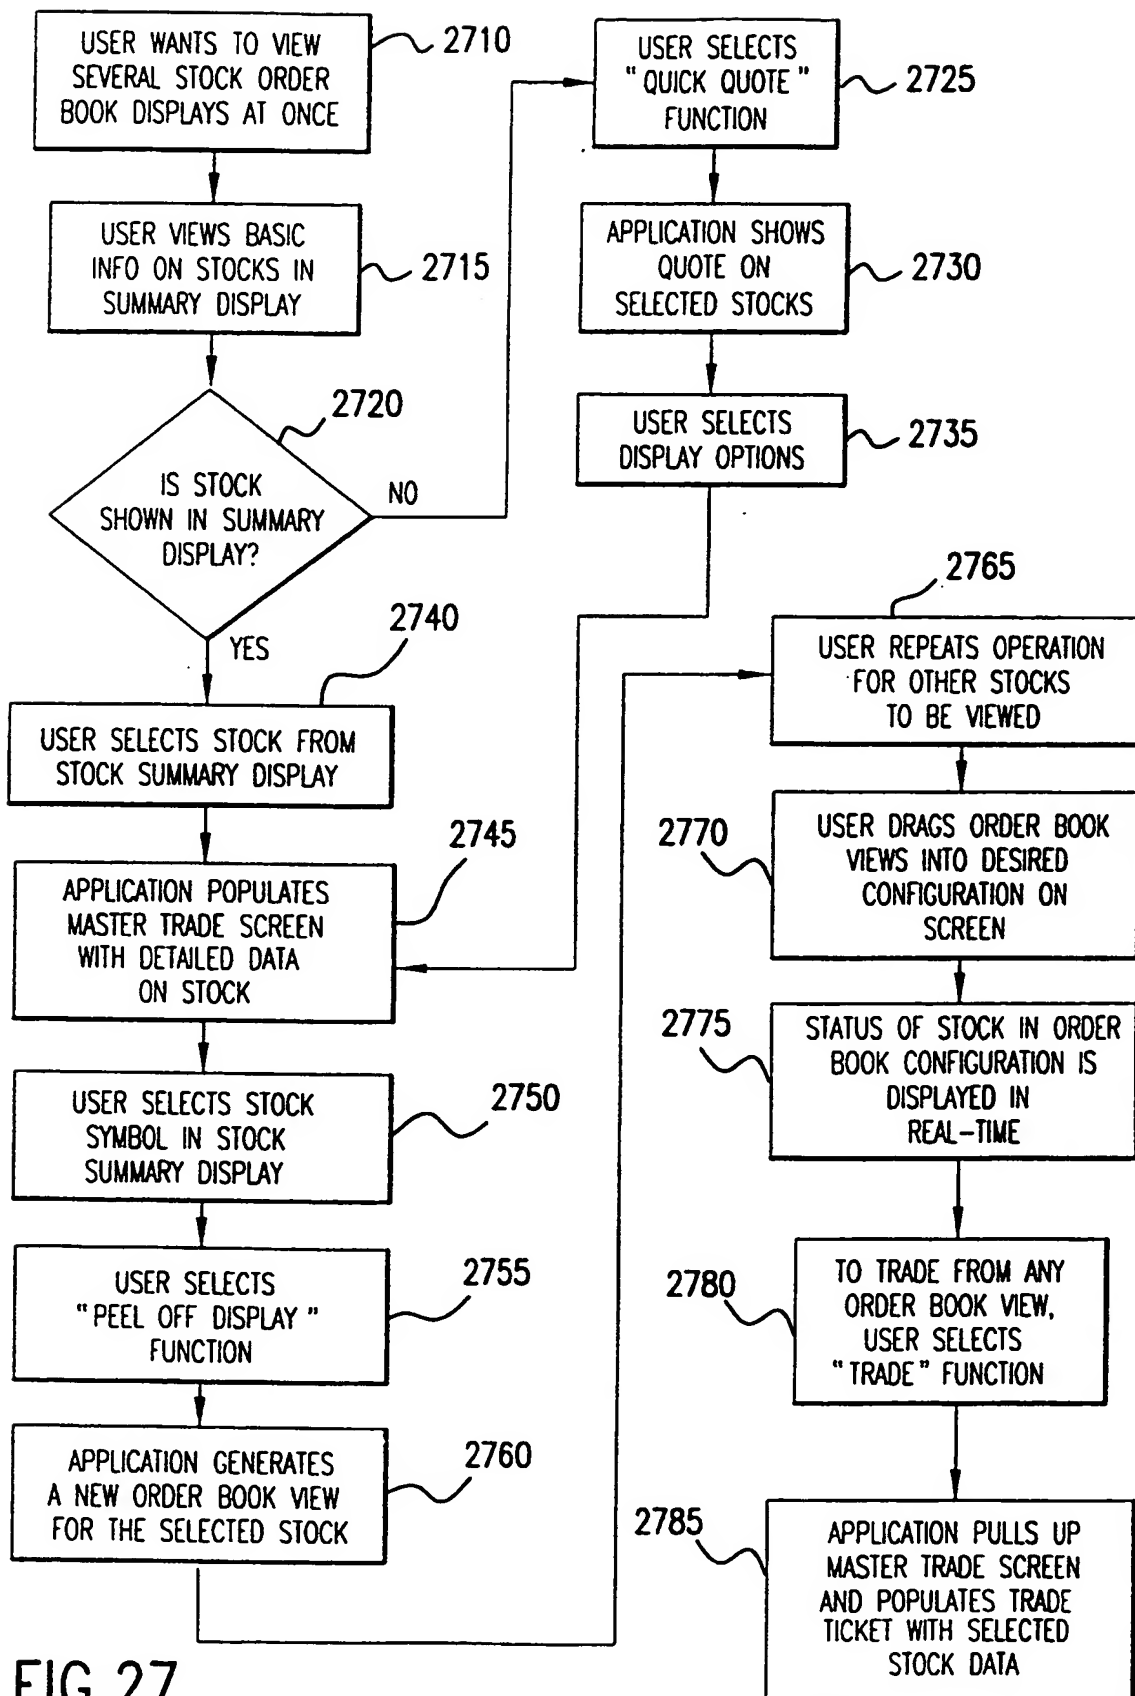 USER WANTS TO VIEW
SEVERAL STOCK ORDER
BOOK DISPLAYS AT ONCE
2710
USER VIEWS BASIC
INFO ON STOCKS IN
SUMMARY DISPLAY
2715
IS STOCK
SHOWN IN SUMMARY
DISPLAY?
2720
NO
YES
USER SELECTS
"QUICK QUOTE"
FUNCTION
2725
APPLICATION SHOWS
QUOTE ON
SELECTED STOCKS
2730
USER SELECTS
DISPLAY OPTIONS
2735
2740
USER SELECTS STOCK FROM
STOCK SUMMARY DISPLAY
2745
APPLICATION POPULATES
MASTER TRADE SCREEN
WITH DETAILED DATA
ON STOCK
USER SELECTS STOCK
SYMBOL IN STOCK
SUMMARY DISPLAY
2750
USER SELECTS
"PEEL OFF DISPLAY"
FUNCTION
2755
APPLICATION GENERATES
A NEW ORDER BOOK VIEW
FOR THE SELECTED STOCK
2760
2765
USER REPEATS OPERATION
FOR OTHER STOCKS
TO BE VIEWED
2770
USER DRAGS ORDER BOOK
VIEWS INTO DESIRED
CONFIGURATION ON
SCREEN
2775
STATUS OF STOCK IN ORDER
BOOK CONFIGURATION IS
DISPLAYED IN
REAL-TIME
2780
TO TRADE FROM ANY
ORDER BOOK VIEW,
USER SELECTS
"TRADE" FUNCTION
2785
APPLICATION PULLS UP
MASTER TRADE SCREEN
AND POPULATES TRADE
TICKET WITH SELECTED
STOCK DATA
FIG 27